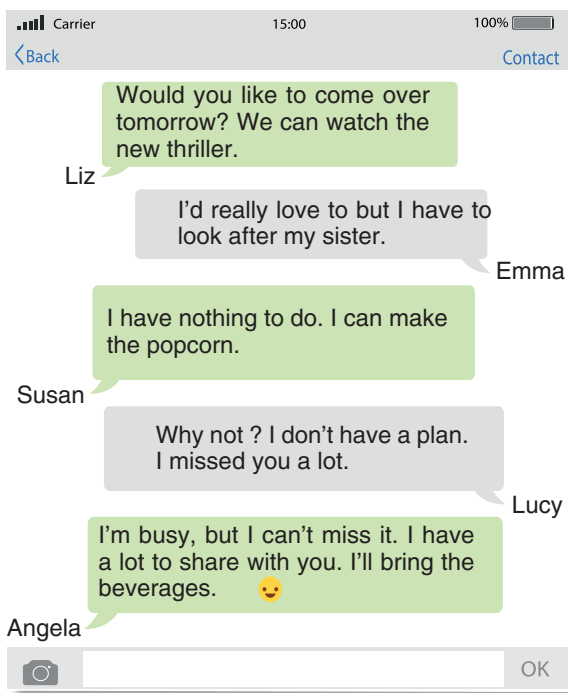 Carrier 15:00 100%
Back Contact
Would you like to come over
tomorrow? We can watch the
new thriller.
Liz
I'd really love to but I have to
look after my sister.
Emma
I have nothing to do. I can make
the popcorn.
Susan
Why not ? I don't have a plan.
I missed you a lot.
Lucy
I'm busy, but I can't miss it. I have
a lot to share with you. I'll bring the
beverages.
Angela
OK